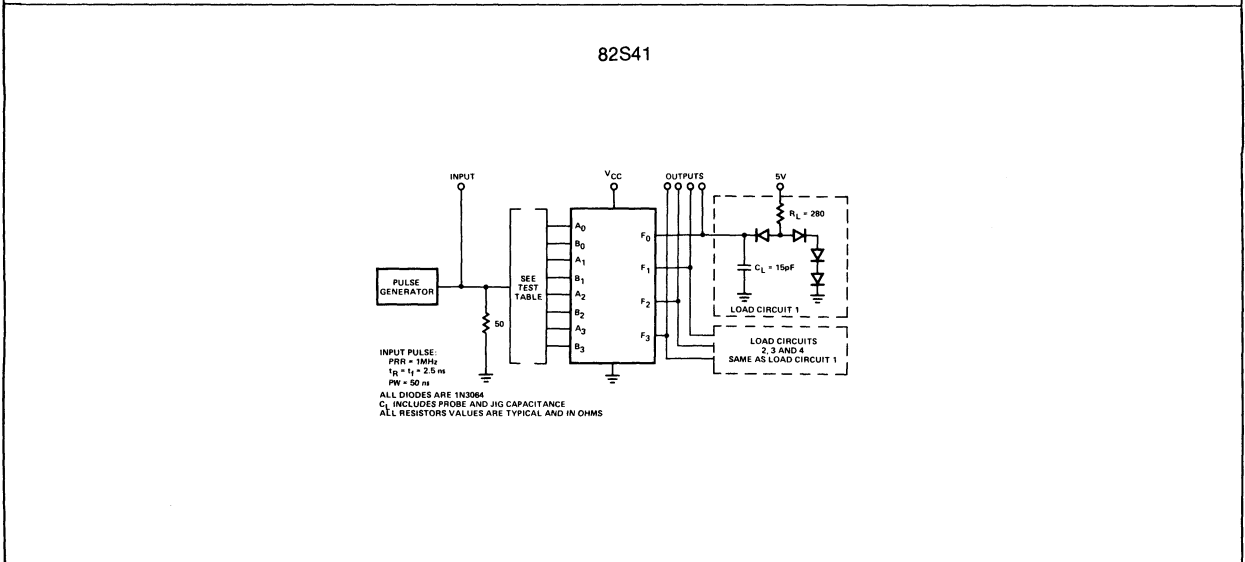 82S41
INPUT
VCC
OUTPUTS
5V
RL = 280
CL = 15pF
LOAD CIRCUIT 1
PULSE
GENERATOR
50
SEE
TEST
TABLE
A0
B0
A1
B1
A2
B2
A3
B3
F0
F1
F2
F3
LOAD CIRCUITS
2, 3 AND 4
SAME AS LOAD CIRCUIT 1
INPUT PULSE:
PRR = 1MHz
tR = tf = 2.5 ns
PW = 50 ns
ALL DIODES ARE 1N3064
CL INCLUDES PROBE AND JIG CAPACITANCE
ALL RESISTORS VALUES ARE TYPICAL AND IN OHMS